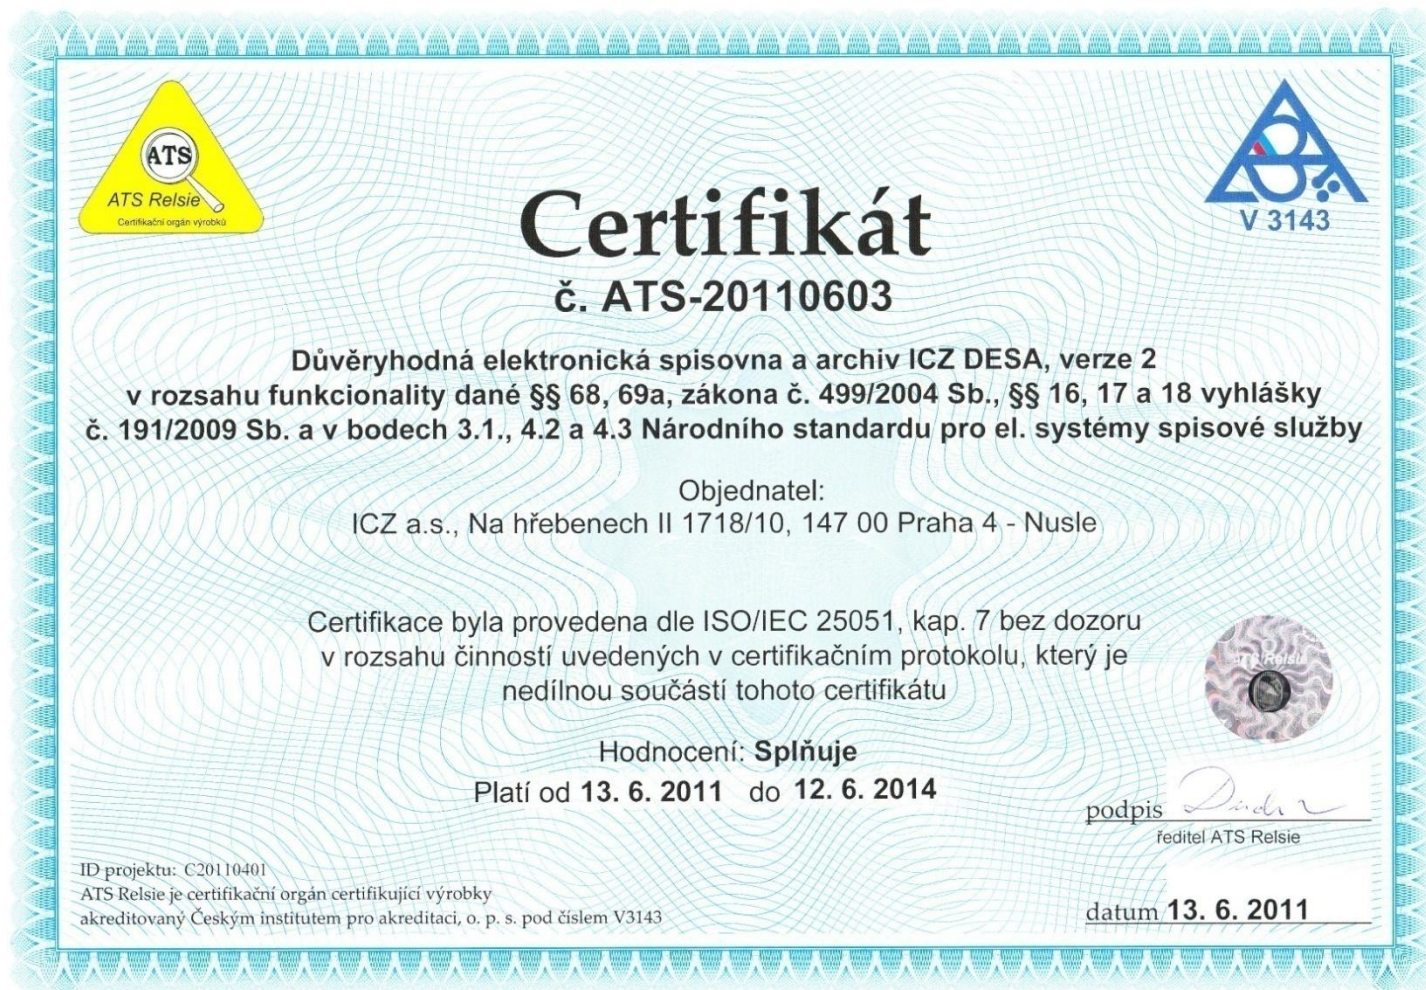 ATS
ATS Relsie
Certifikační orgán výrobků
V 3143
Certifikát
č. ATS-20110603
Důvěryhodná elektronická spisovna a archiv ICZ DESA, verze 2
v rozsahu funkcionality dané §§ 68, 69a, zákona č. 499/2004 Sb., §§ 16, 17 a 18 vyhlášky
č. 191/2009 Sb. a v bodech 3.1., 4.2 a 4.3 Národního standardu pro el. systémy spisové služby
Objednatel:
ICZ a.s., Na hřebenech II 1718/10, 147 00 Praha 4 - Nusle
Certifikace byla provedena dle ISO/IEC 25051, kap. 7 bez dozoru
v rozsahu činností uvedených v certifikačním protokolu, který je
nedílnou součástí tohoto certifikátu
ATS Relsie
Hodnocení: Splňuje
Platí od 13. 6. 2011 do 12. 6. 2014
podpis
ředitel ATS Relsie
ID projektu: C20110401
ATS Relsie je certifikační orgán certifikující výrobky
akreditovaný Českým institutem pro akreditaci, o. p. s. pod číslem V3143
datum 13. 6. 2011